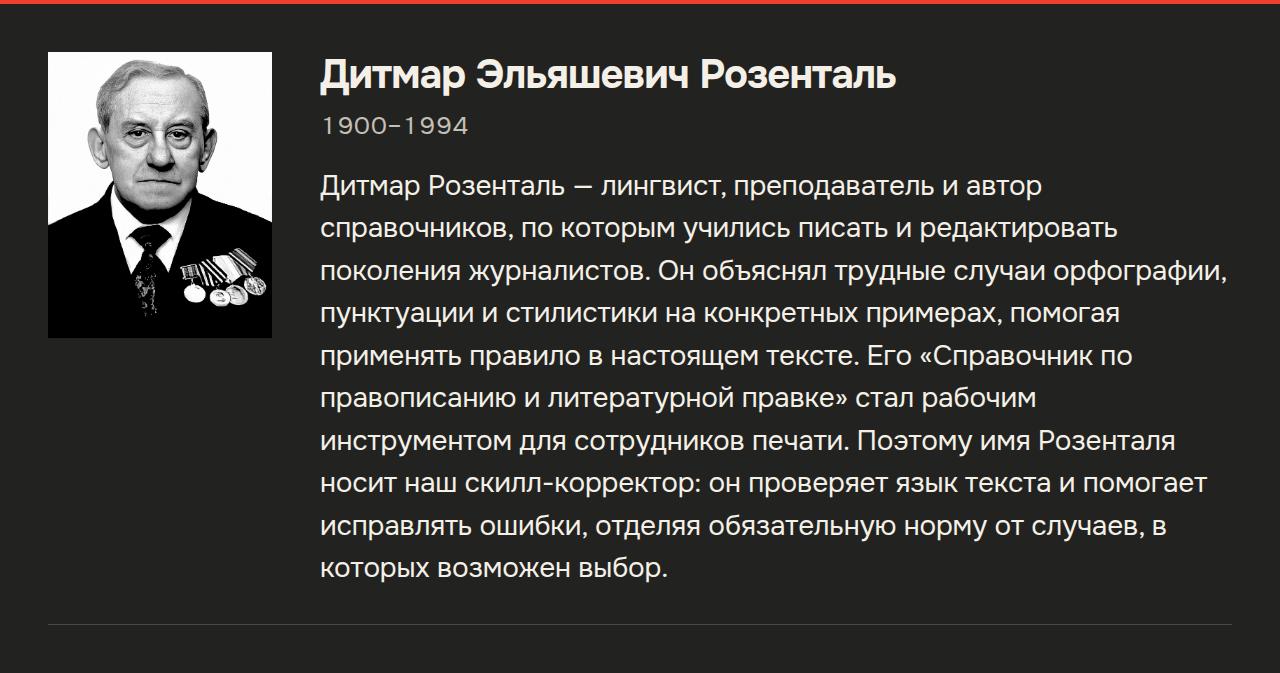 Дитмар Эльяшевич Розенталь
1900–1994
Дитмар Розенталь — лингвист, преподаватель и автор
справочников, по которым учились писать и редактировать
поколения журналистов. Он объяснял трудные случаи орфографии,
пунктуации и стилистики на конкретных примерах, помогая
применять правило в настоящем тексте. Его «Справочник по
правописанию и литературной правке» стал рабочим
инструментом для сотрудников печати. Поэтому имя Розенталя
носит наш скилл-корректор: он проверяет язык текста и помогает
исправлять ошибки, отделяя обязательную норму от случаев, в
которых возможен выбор.